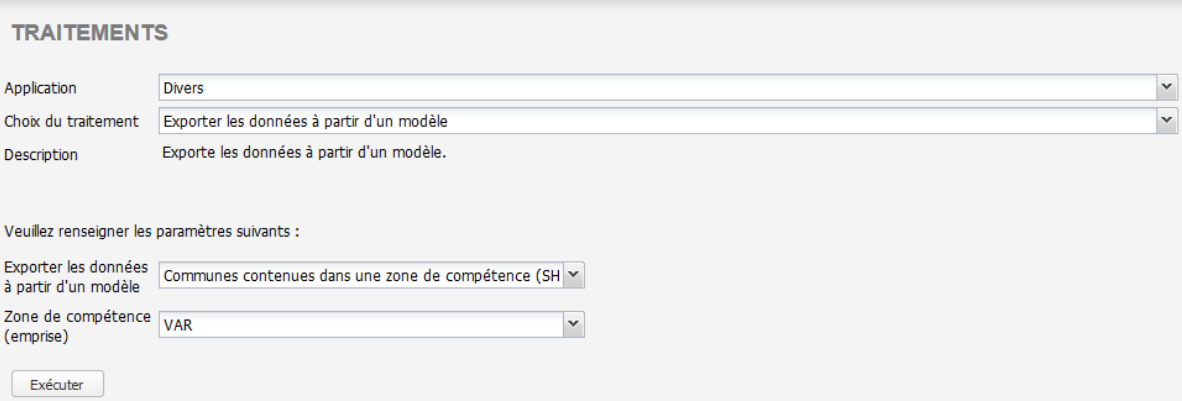 TRAITEMENTS
Application Divers
Choix du traitement Exporter les données à partir d'un modèle
Description Exporte les données à partir d'un modèle.
Veuillez renseigner les paramètres suivants :
Exporter les données
à partir d'un modèle Communes contenues dans une zone de compétence (SH
Zone de compétence
(emprise) VAR
Exécuter